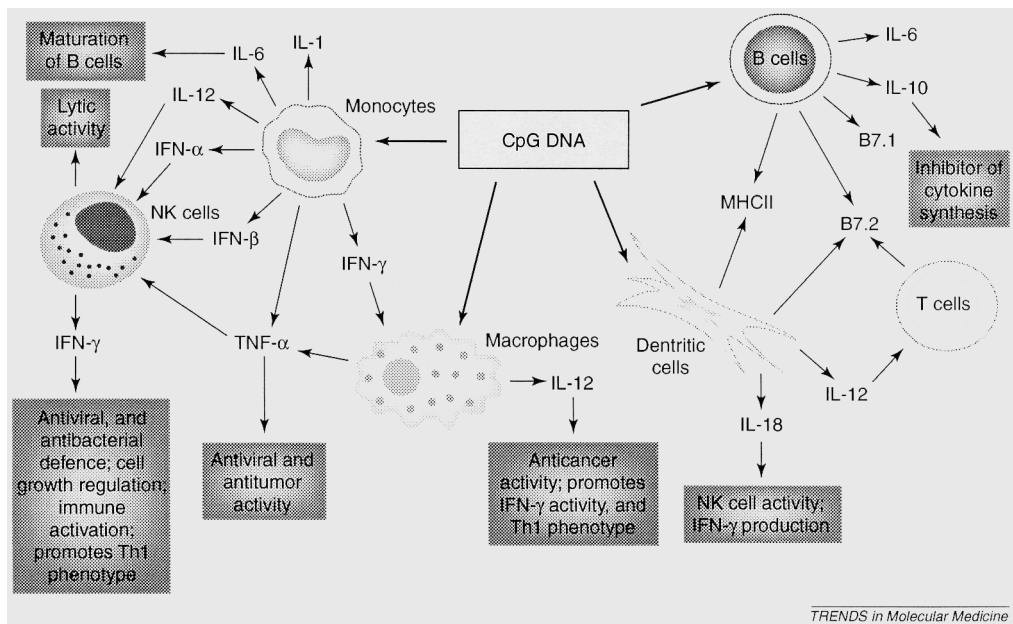 Maturation
of B cells
IL-6
IL-1
Lytic
activity
IL-12
Monocytes
IFN-α
NK cells
IFN-β
IFN-γ
IFN-γ
TNF-α
Antiviral, and
antibacterial
defence; cell
growth regulation;
immune
activation;
promotes Th1
phenotype
Antiviral and
antitumor
activity
CpG DNA
Macrophages
IL-12
Anticancer
activity; promotes
IFN-γ activity, and
Th1 phenotype
B cells
IL-6
IL-10
B7.1
Inhibitor of
cytokine
synthesis
MHCII
B7.2
T cells
Dentritic
cells
IL-12
IL-18
NK cell activity;
IFN-γ production
TRENDS in Molecular Medicine